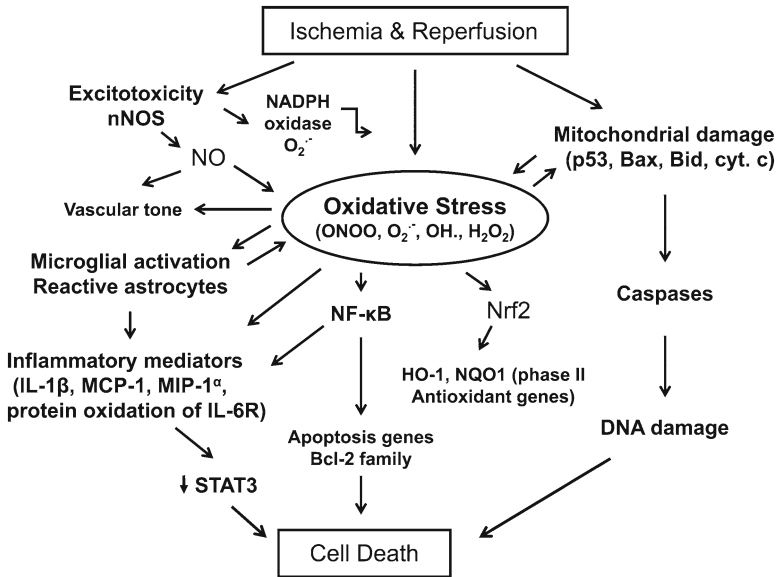 Ischemia & Reperfusion
Excitotoxicity
nNOS
NADPH
oxidase
O₂·⁻
NO
Mitochondrial damage
(p53, Bax, Bid, cyt. c)
Vascular tone
Oxidative Stress
(ONOO, O₂·⁻, OH., H₂O₂)
Microglial activation
Reactive astrocytes
NF-κB
Nrf2
Caspases
Inflammatory mediators
(IL-1β, MCP-1, MIP-1ᵅ,
protein oxidation of IL-6R)
HO-1, NQO1 (phase II
Antioxidant genes)
Apoptosis genes
Bcl-2 family
DNA damage
↓ STAT3
Cell Death